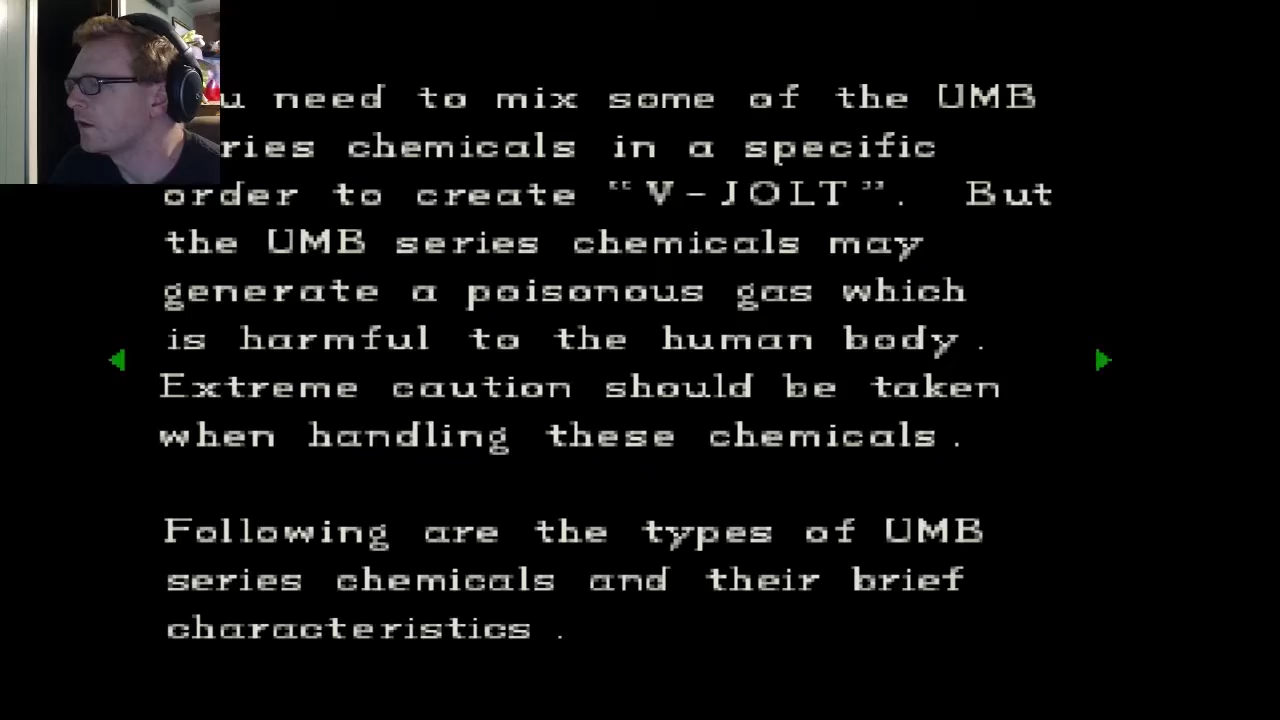 u need to mix some of the UMB
ries chemicals in a specific
order to create “V-JOLT”. But
the UMB series chemicals may
generate a poisonous gas which
is harmful to the human body.
Extreme caution should be taken
when handling these chemicals.
Following are the types of UMB
series chemicals and their brief
characteristics.